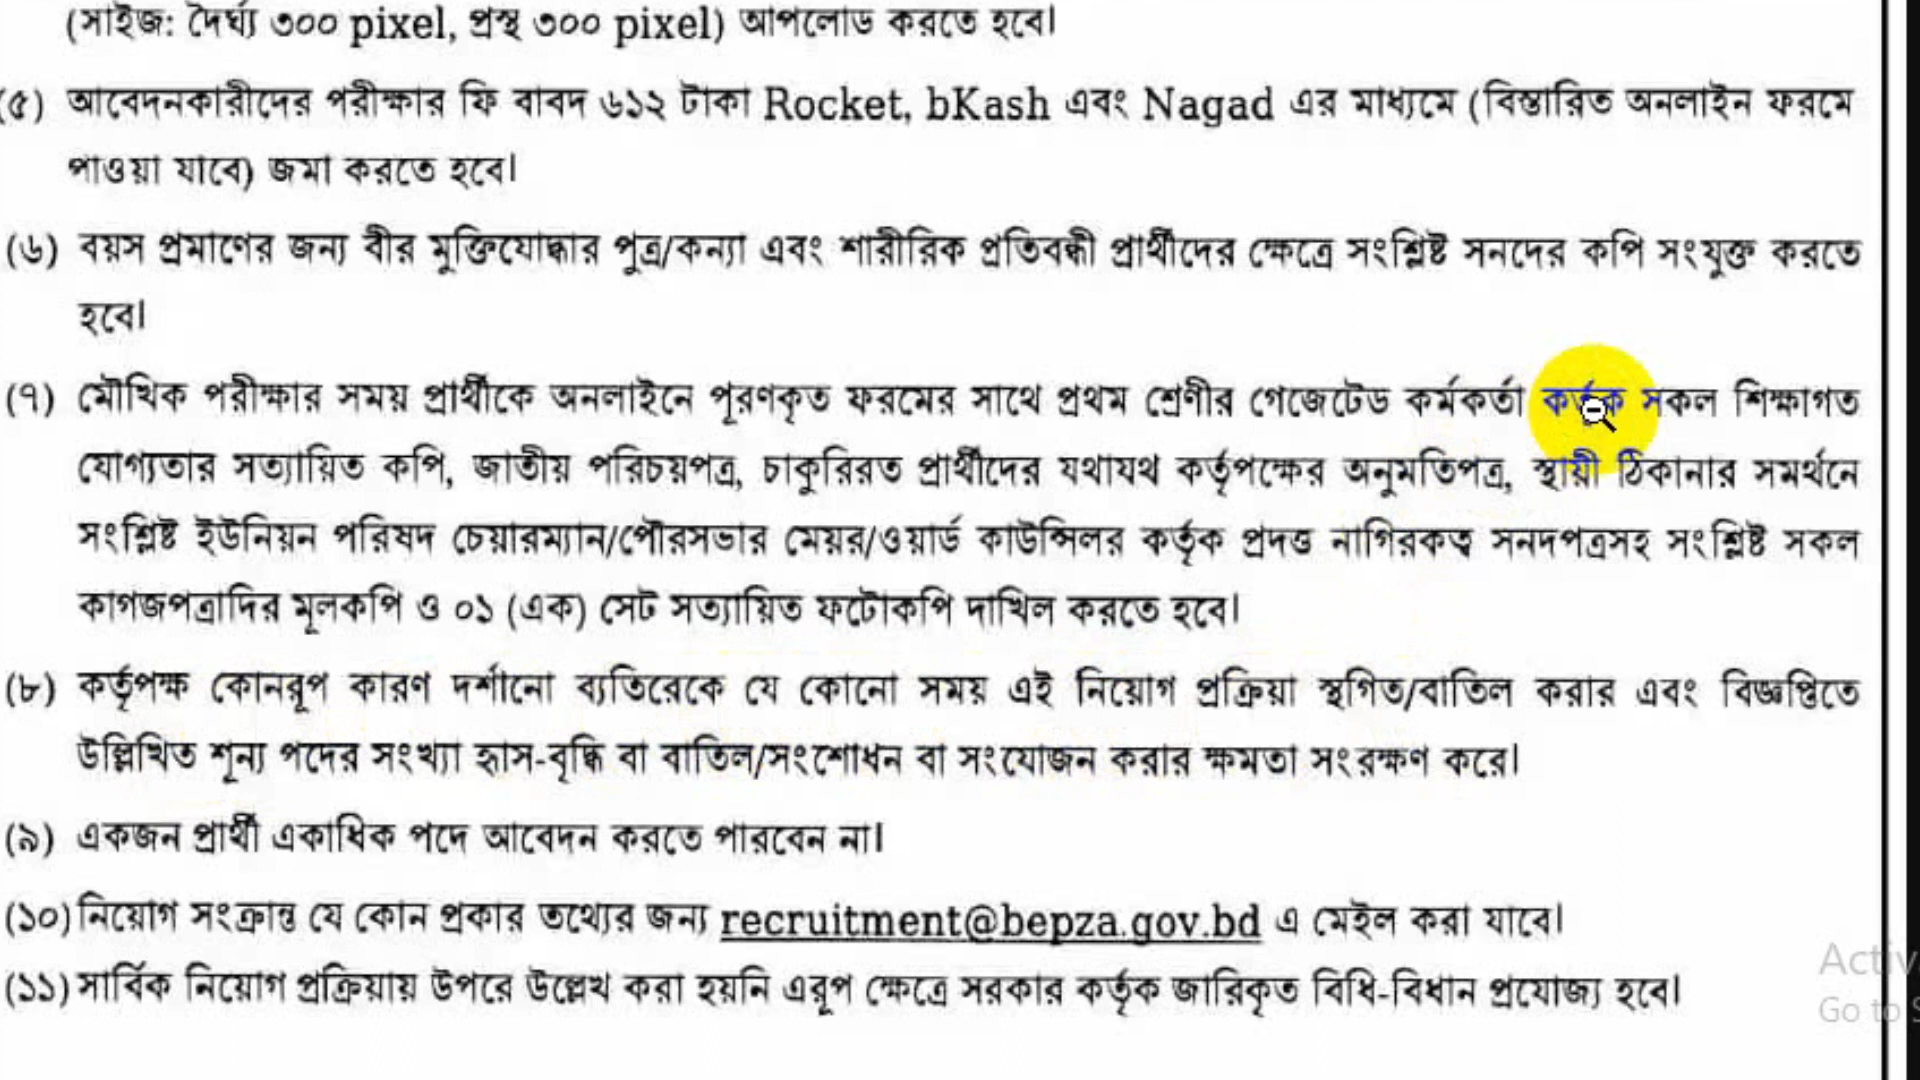 (সাইজ: দৈর্ঘ্য ৩০০ pixel, প্রস্থ ৩০০ pixel) আপলোড করতে হবে।
(৫) আবেদনকারীদের পরীক্ষার ফি বাবদ ৬১২ টাকা Rocket, bKash এবং Nagad এর মাধ্যমে (বিস্তারিত অনলাইন ফরমে
পাওয়া যাবে) জমা করতে হবে।
(৬) বয়স প্রমাণের জন্য বীর মুক্তিযোদ্ধার পুত্র/কন্যা এবং শারীরিক প্রতিবন্ধী প্রার্থীদের ক্ষেত্রে সংশ্লিষ্ট সনদের কপি সংযুক্ত করতে
হবে।
(৭) মৌখিক পরীক্ষার সময় প্রার্থীকে অনলাইনে পূরণকৃত ফরমের সাথে প্রথম শ্রেণীর গেজেটেড কর্মকর্তা কর্তৃক সকল শিক্ষাগত
যোগ্যতার সত্যায়িত কপি, জাতীয় পরিচয়পত্র, চাকুরিরত প্রার্থীদের যথাযথ কর্তৃপক্ষের অনুমতিপত্র, স্থায়ী ঠিকানার সমর্থনে
সংশ্লিষ্ট ইউনিয়ন পরিষদ চেয়ারম্যান/পৌরসভার মেয়র/ওয়ার্ড কাউন্সিলর কর্তৃক প্রদত্ত নাগিরকত্ব সনদপত্রসহ সংশ্লিষ্ট সকল
কাগজপত্রাদির মূলকপি ও ০১ (এক) সেট সত্যায়িত ফটোকপি দাখিল করতে হবে।
(৮) কর্তৃপক্ষ কোনরূপ কারণ দর্শানো ব্যতিরেকে যে কোনো সময় এই নিয়োগ প্রক্রিয়া স্থগিত/বাতিল করার এবং বিজ্ঞপ্তিতে
উল্লিখিত শূন্য পদের সংখ্যা হ্রাস-বৃদ্ধি বা বাতিল/সংশোধন বা সংযোজন করার ক্ষমতা সংরক্ষণ করে।
(৯) একজন প্রার্থী একাধিক পদে আবেদন করতে পারবেন না।
(১০) নিয়োগ সংক্রান্ত যে কোন প্রকার তথ্যের জন্য recruitment@bepza.gov.bd এ মেইল করা যাবে।
(১১) সার্বিক নিয়োগ প্রক্রিয়ায় উপরে উল্লেখ করা হয়নি এরূপ ক্ষেত্রে সরকার কর্তৃক জারিকৃত বিধি-বিধান প্রযোজ্য হবে।
Go to